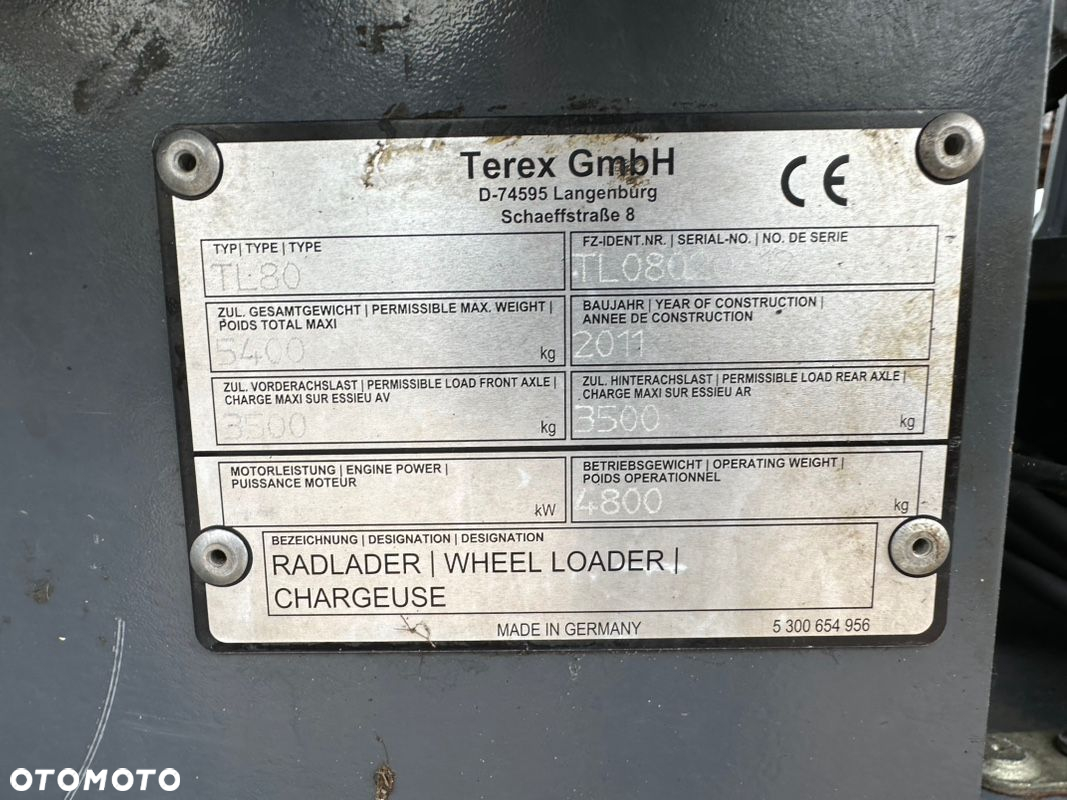 Terex GmbH
D-74595 Langenburg
Schaeffstraße 8
CE
TYP| TYPE | TYPE
TL80
FZ-IDENT.NR. | SERIAL-NO. | NO. DE SERIE
ZUL. GESAMTGEWICHT | PERMISSIBLE MAX. WEIGHT |
POIDS TOTAL MAXI
5400 kg
BAUJAHR | YEAR OF CONSTRUCTION |
ANNEE DE CONSTRUCTION
2011
ZUL. VORDERACHSLAST | PERMISSIBLE LOAD FRONT AXLE |
CHARGE MAXI SUR ESSIEU AV
3500 kg
ZUL. HINTERACHSLAST | PERMISSIBLE LOAD REAR AXLE |
CHARGE MAXI SUR ESSIEU AR
3500 kg
MOTORLEISTUNG | ENGINE POWER |
PUISSANCE MOTEUR
kW
BETRIEBSGEWICHT | OPERATING WEIGHT |
POIDS OPERATIONNEL
4800 kg
BEZEICHNUNG | DESIGNATION | DESIGNATION
RADLADER | WHEEL LOADER |
CHARGEUSE
MADE IN GERMANY
5 300 654 956
OTOMOTO